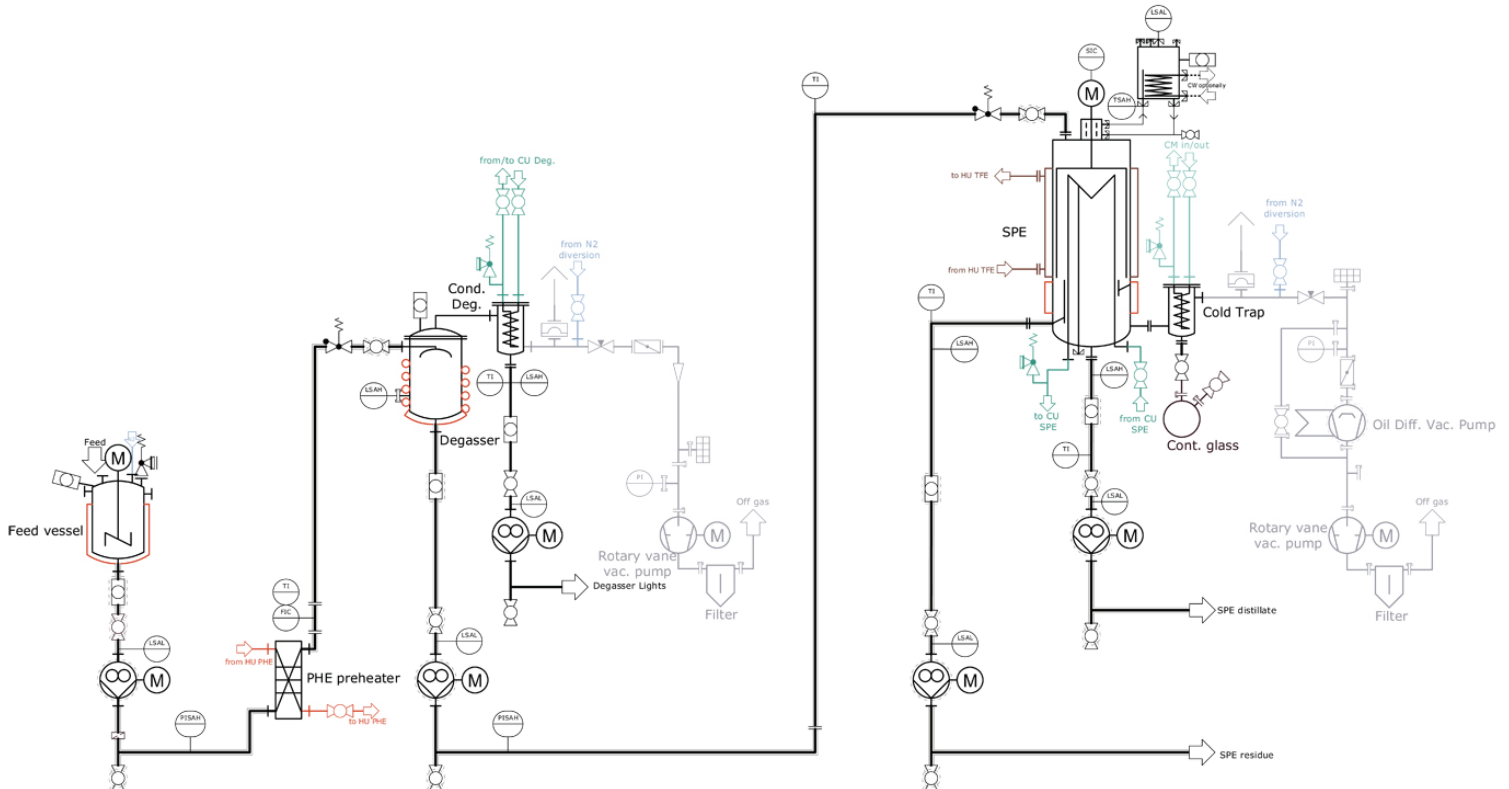 LSAL
SIC
M
TI
CW optionally
TSAH
CM in/out
from/to CU Deg.
to HU TFE
from N2
diversion
from N2
diversion
SPE
from HU TFE
Cond.
Deg.
TI
Cold Trap
LSAH
PI
LSAH
TI
LSAH
LSAH
to CU
SPE
from CU
SPE
Oil Diff. Vac. Pump
Degasser
Cont. glass
Feed
M
TI
PI
Off gas
Off gas
LSAL
LSAL
Feed vessel
M
M
M
Rotary vane
vac. pump
M
Rotary vane
vac. pump
TI
Degasser Lights
Filter
SPE distillate
Filter
FIC
LSAL
LSAL
LSAL
from HU PHE
M
PHE preheater
M
M
PISAH
to HU PHE
PISAH
SPE residue